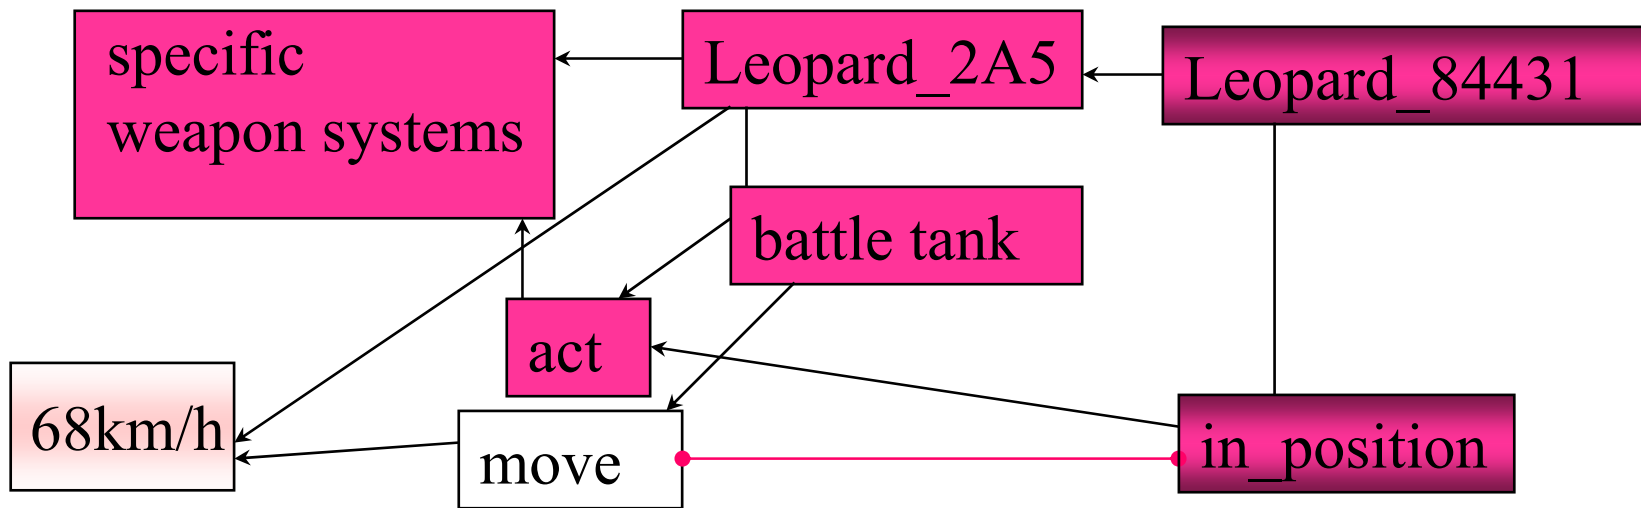 specific
weapon systems
Leopard_2A5
Leopard_84431
battle tank
act
68km/h
move
in_position